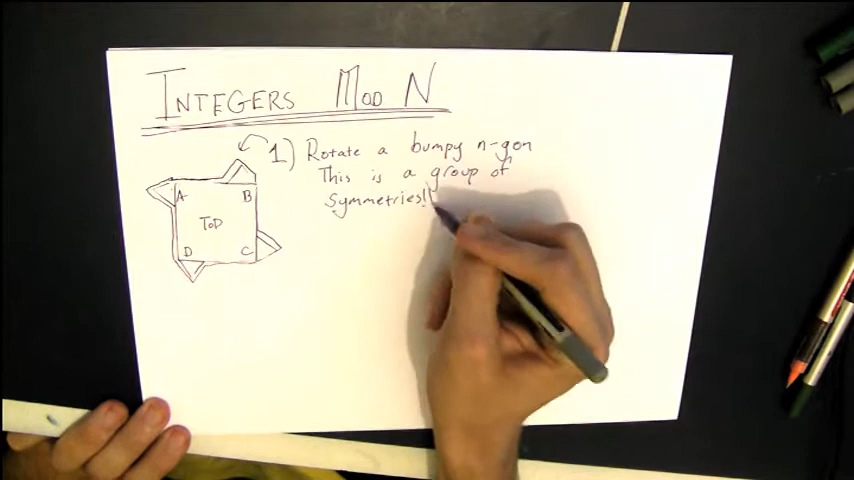 INTEGERS MOD N
1) Rotate a bumpy n-gon
This is a group of
Symmetries!!
A B
TOP
D C